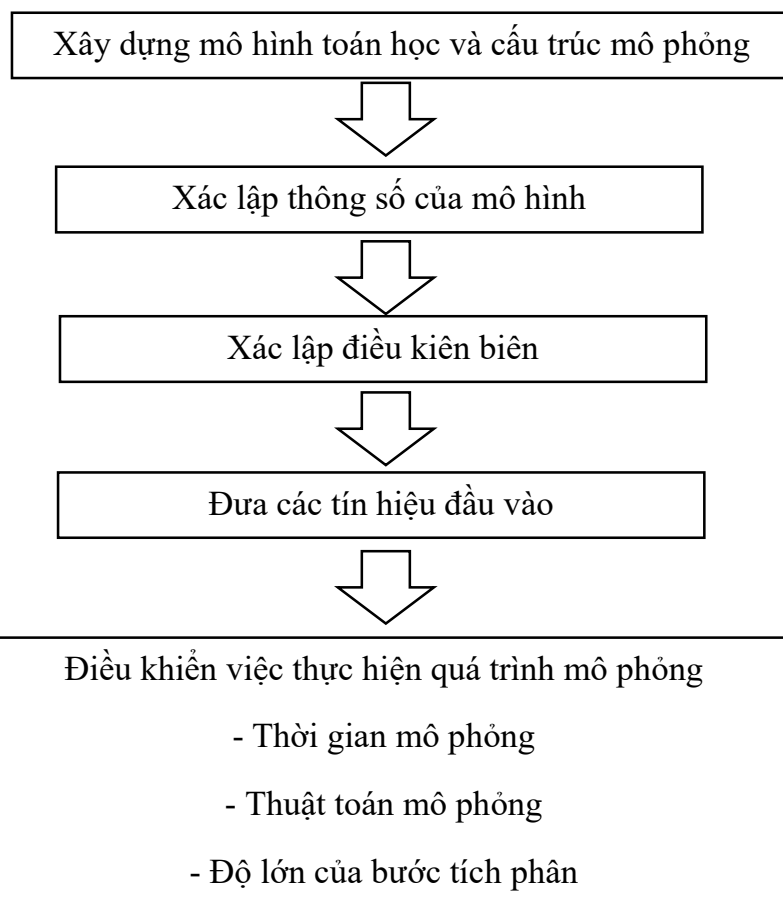 Xây dựng mô hình toán học và cấu trúc mô phỏng
Xác lập thông số của mô hình
Xác lập điều kiên biên
Đưa các tín hiệu đầu vào
Điều khiển việc thực hiện quá trình mô phỏng
- Thời gian mô phỏng
- Thuật toán mô phỏng
- Độ lớn của bước tích phân